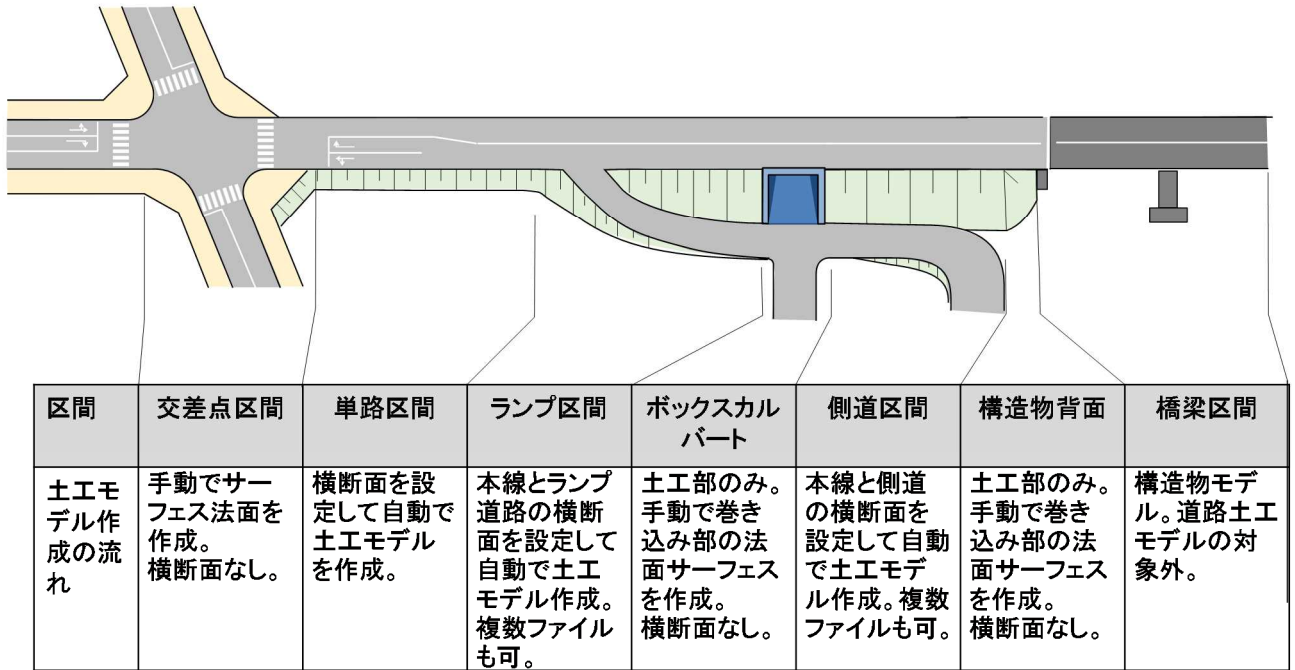 区間
交差点区間
単路区間
ランプ区間
ボックスカル
バート
側道区間
構造物背面
橋梁区間
土工モ
デル作
成の流
れ
手動でサー
フェス法面を
作成。
横断面なし。
横断面を設
定して自動で
土工モデル
を作成。
本線とランプ
道路の横断
面を設定して
自動で土工
モデル作成。
複数ファイル
も可。
土工部のみ。
手動で巻き
込み部の法
面サーフェス
を作成。
横断面なし。
本線と側道
の横断面を
設定して自動
で土工モデ
ル作成。複数
ファイルも可。
土工部のみ。
手動で巻き
込み部の法
面サーフェス
を作成。
横断面なし。
構造物モデ
ル。道路土工
モデルの対
象外。